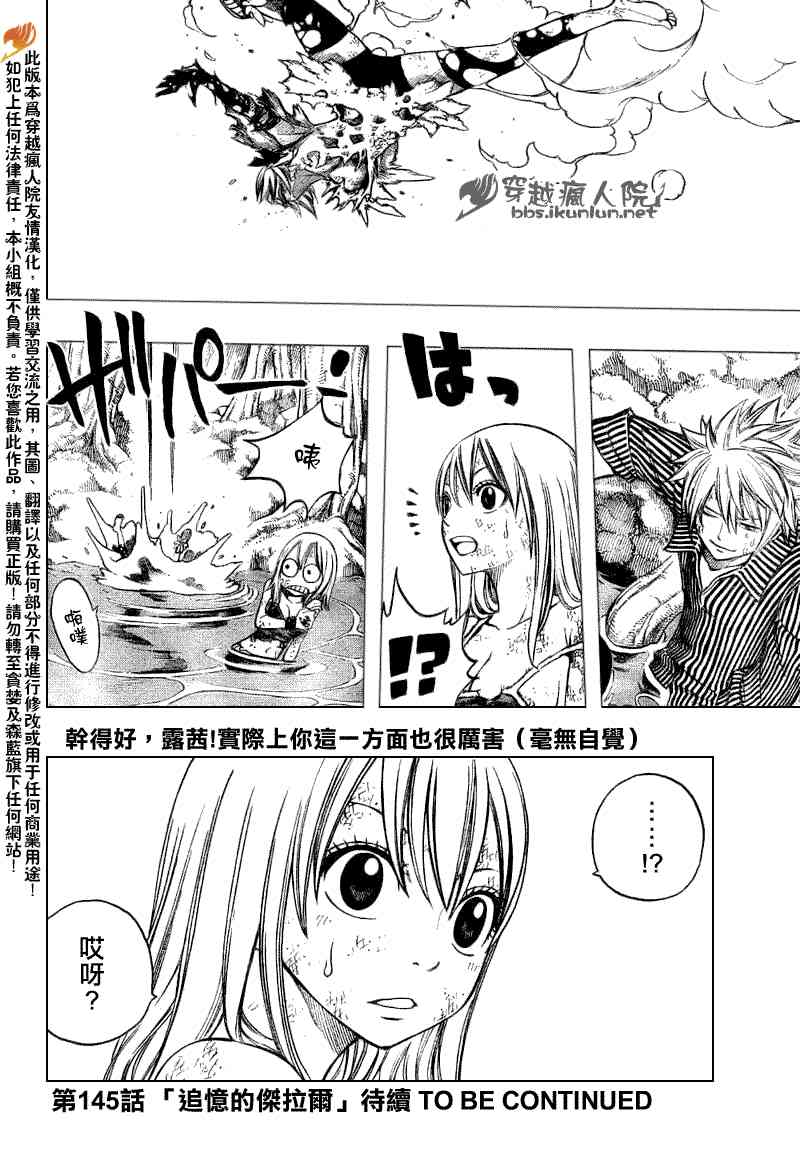 此版本爲穿越瘋人院友情漢化，僅供學習交流之用，其圖、翻譯以及任何部分不得進行修改或用于任何商業用途！
如犯上任何法律責任，本小組概不負責。若您喜歡此作品，請購買正版！請勿轉至貪婪及森藍旗下任何網站！
穿越瘋人院
bbs.ikunlun.net
はっ
!?
ザパーン
咦
啪噗
幹得好，露茜!實際上你這一方面也很厲害（毫無自覺）
……
!?
哎呀？
第145話 「追憶的傑拉爾」待續 TO BE CONTINUED